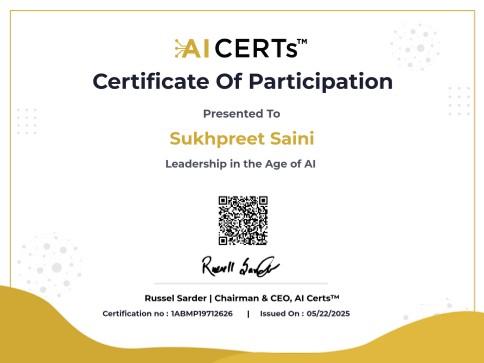 AI CERTs™
Certificate Of Participation
Presented To
Sukhpreet Saini
Leadership in the Age of AI
Russell Sarder
Russel Sarder | Chairman & CEO, AI Certs™
Certification no : 1ABMP19712626 | Issued On : 05/22/2025